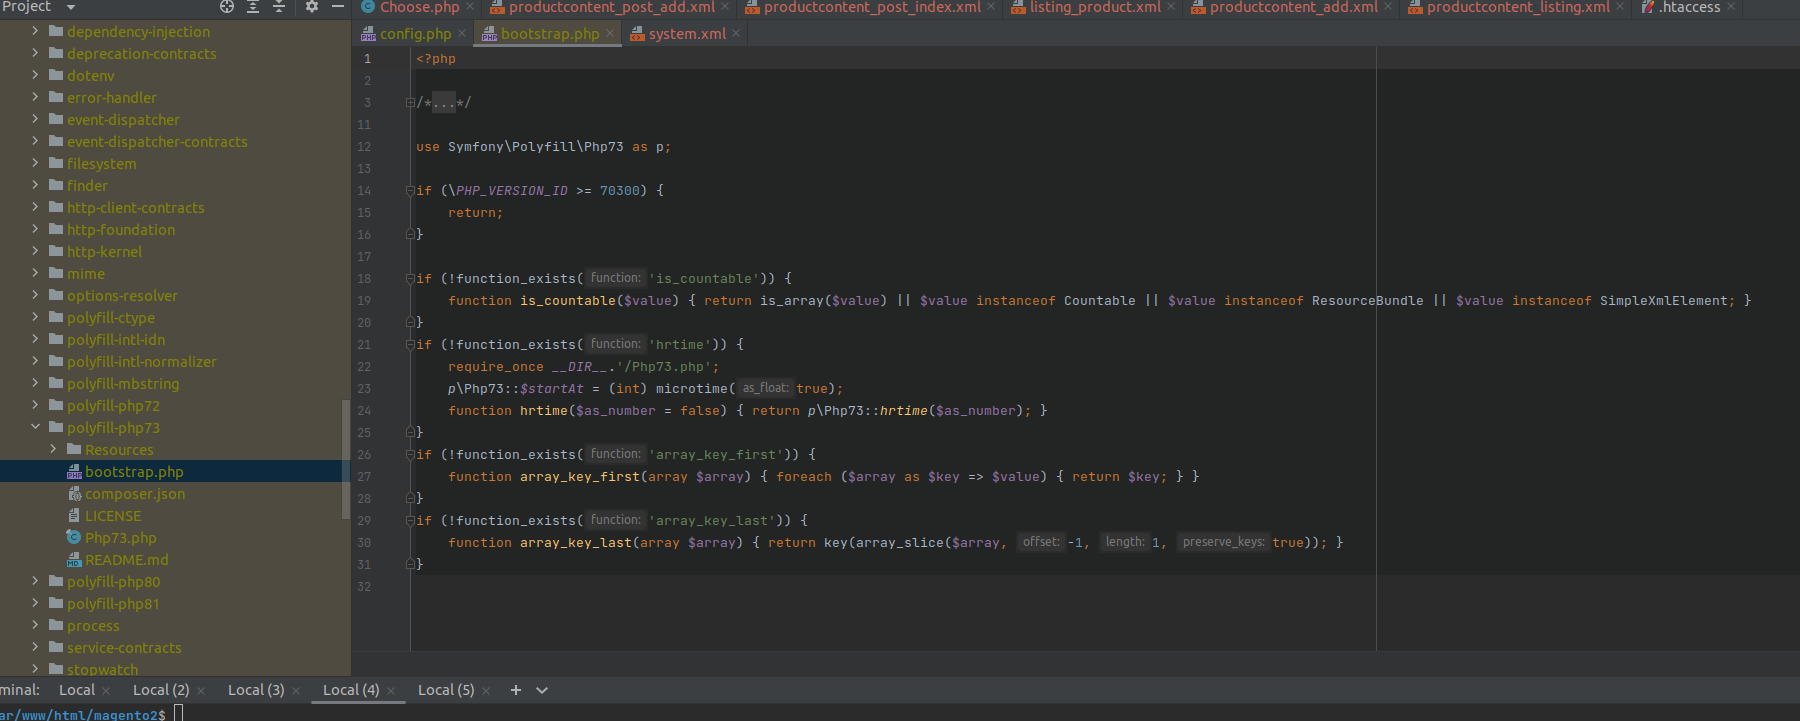 Project
Choose.php
productcontent_post_add.xml
productcontent_post_index.xml
listing_product.xml
productcontent_add.xml
productcontent_listing.xml
.htaccess
config.php
bootstrap.php
system.xml
dependency-injection
deprecation-contracts
dotenv
error-handler
event-dispatcher
event-dispatcher-contracts
filesystem
finder
http-client-contracts
http-foundation
http-kernel
mime
options-resolver
polyfill-ctype
polyfill-intl-idn
polyfill-intl-normalizer
polyfill-mbstring
polyfill-php72
polyfill-php73
Resources
bootstrap.php
composer.json
LICENSE
Php73.php
README.md
polyfill-php80
polyfill-php81
process
service-contracts
stopwatch
1 <?php
2
3 /*...*/
11
12 use Symfony\Polyfill\Php73 as p;
13
14 if (\PHP_VERSION_ID >= 70300) {
15 return;
16 }
17
18 if (!function_exists( function: 'is_countable')) {
19 function is_countable($value) { return is_array($value) || $value instanceof Countable || $value instanceof ResourceBundle || $value instanceof SimpleXmlElement; }
20 }
21 if (!function_exists( function: 'hrtime')) {
22 require_once __DIR__.'/Php73.php';
23 p\Php73::$startAt = (int) microtime( as_float: true);
24 function hrtime($as_number = false) { return p\Php73::hrtime($as_number); }
25 }
26 if (!function_exists( function: 'array_key_first')) {
27 function array_key_first(array $array) { foreach ($array as $key => $value) { return $key; } }
28 }
29 if (!function_exists( function: 'array_key_last')) {
30 function array_key_last(array $array) { return key(array_slice($array, offset: -1, length: 1, preserve_keys: true)); }
31 }
32
minal: Local Local (2) Local (3) Local (4) Local (5)
ar/www/html/magento2$